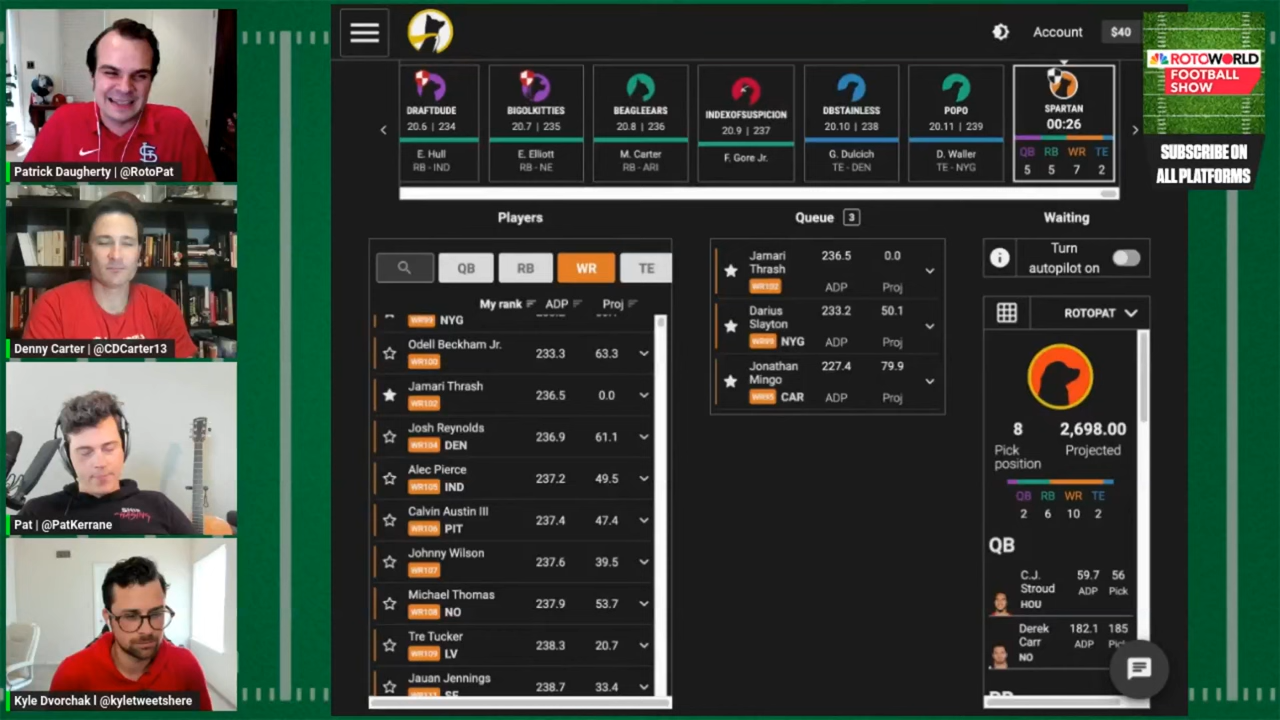 Patrick Daugherty | @RotoPat
Denny Carter | @CDCarter13
Pat | @PatKerrane
Kyle Dvorchak l @kyletweetshere
Account
$40
DRAFTDUDE
20.6 | 234
E. Hull
RB - IND
BIGOLKITTIES
20.7 | 235
E. Elliott
RB - NE
BEAGLEEARS
20.8 | 236
M. Carter
RB - ARI
INDEXOFSUSPICION
20.9 | 237
F. Gore Jr.
DBSTAINLESS
20.10 | 238
G. Dulcich
TE - DEN
POPO
20.11 | 239
D. Waller
TE - NYG
SPARTAN
00:26
QB RB WR TE
5 5 7 2
ROTOWORLD
FOOTBALL
SHOW
SUBSCRIBE ON
ALL PLATFORMS
Players
QB RB WR TE
My rank ADP Proj
WR99 NYG
Odell Beckham Jr. 233.3 63.3
WR100
Jamari Thrash 236.5 0.0
WR102
Josh Reynolds 236.9 61.1
WR104 DEN
Alec Pierce 237.2 49.5
WR105 IND
Calvin Austin III 237.4 47.4
WR106 PIT
Johnny Wilson 237.6 39.5
WR107
Michael Thomas 237.9 53.7
WR108 NO
Tre Tucker 238.3 20.7
WR109 LV
Jauan Jennings 238.7 33.4
SF
Queue 3
Jamari Thrash 236.5 0.0
WR102 ADP Proj
Darius Slayton 233.2 50.1
WR99 NYG ADP Proj
Jonathan Mingo 227.4 79.9
WR95 CAR ADP Proj
Waiting
Turn
autopilot on
ROTOPAT
8 2,698.00
Pick position Projected
QB RB WR TE
2 6 10 2
QB
C.J. Stroud 59.7 56
HOU ADP Pick
Derek Carr 182.1 185
NO ADP Pick